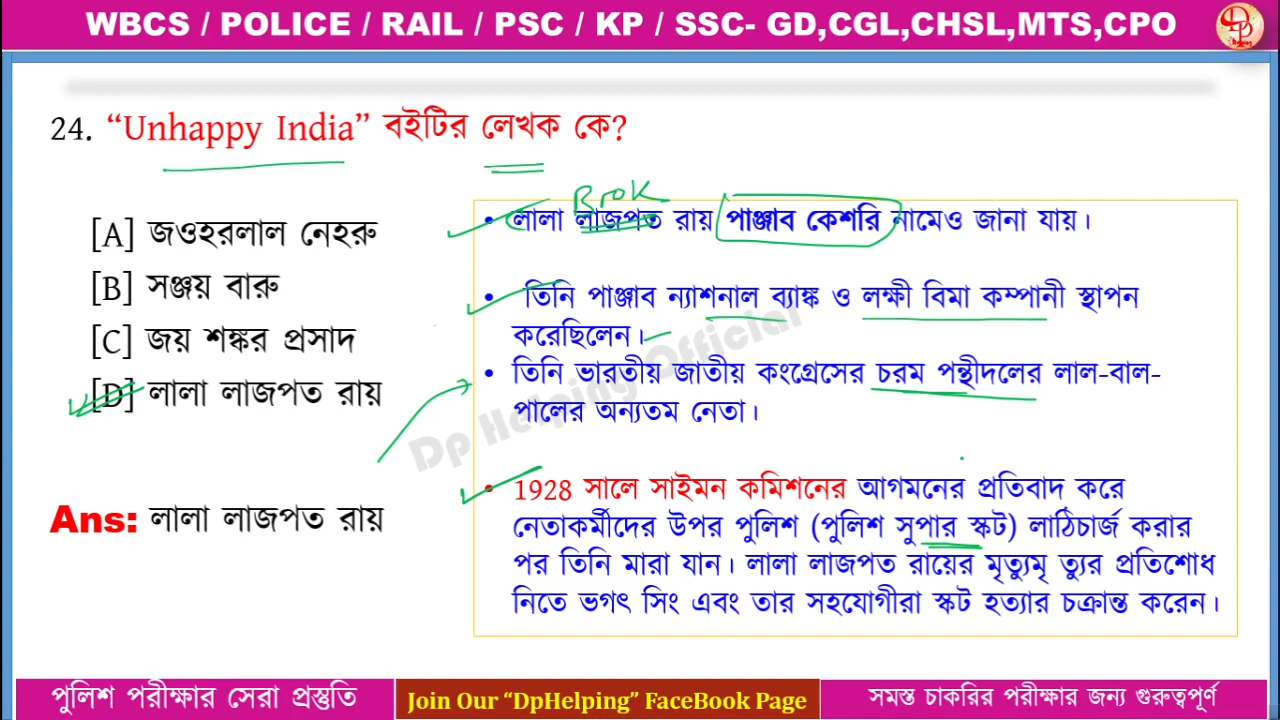 WBCS / POLICE / RAIL / PSC / KP / SSC- GD,CGL,CHSL,MTS,CPO
24. “Unhappy India” বইটির লেখক কে?
[A] জওহরলাল নেহরু
[B] সঞ্জয় বারু
[C] জয় শঙ্কর প্রসাদ
[D] লালা লাজপত রায়
Ans: লালা লাজপত রায়
Brok
• লালা লাজপত রায় পাঞ্জাব কেশরি নামেও জানা যায়।
• তিনি পাঞ্জাব ন্যাশনাল ব্যাঙ্ক ও লক্ষী বিমা কম্পানী স্থাপন
করেছিলেন।
• তিনি ভারতীয় জাতীয় কংগ্রেসের চরম পন্থীদলের লাল-বাল-
পালের অন্যতম নেতা।
• 1928 সালে সাইমন কমিশনের আগমনের প্রতিবাদ করে
নেতাকর্মীদের উপর পুলিশ (পুলিশ সুপার স্কট) লাঠিচার্জ করার
পর তিনি মারা যান। লালা লাজপত রায়ের মৃত্যুমৃ ত্যুর প্রতিশোধ
নিতে ভগৎ সিং এবং তার সহযোগীরা স্কট হত্যার চক্রান্ত করেন।
Dp Helping Official
পুলিশ পরীক্ষার সেরা প্রস্তুতি
Join Our “DpHelping” FaceBook Page
সমস্ত চাকরির পরীক্ষার জন্য গুরুত্বপূর্ণ